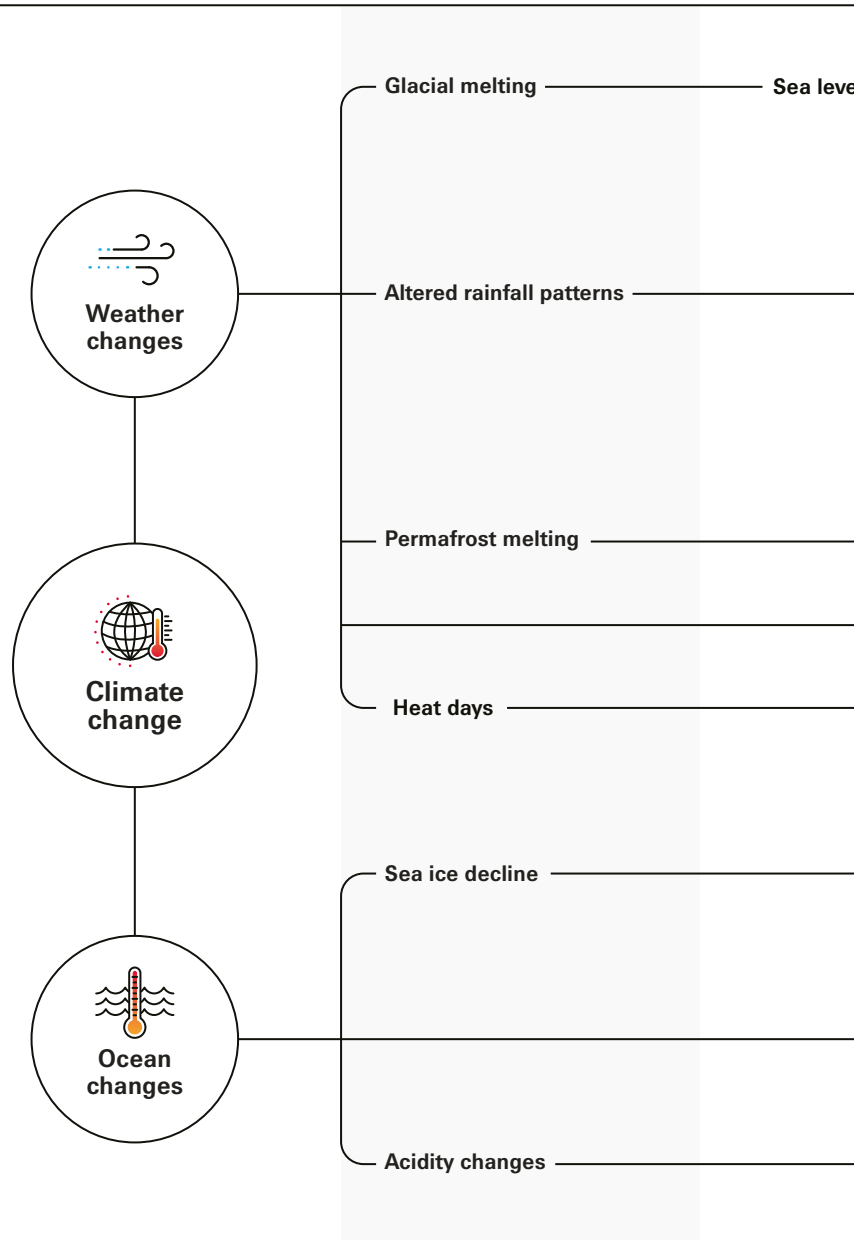 Glacial melting
Sea leve
Weather
changes
Altered rainfall patterns
Permafrost melting
Climate
change
Heat days
Sea ice decline
Ocean
changes
Acidity changes